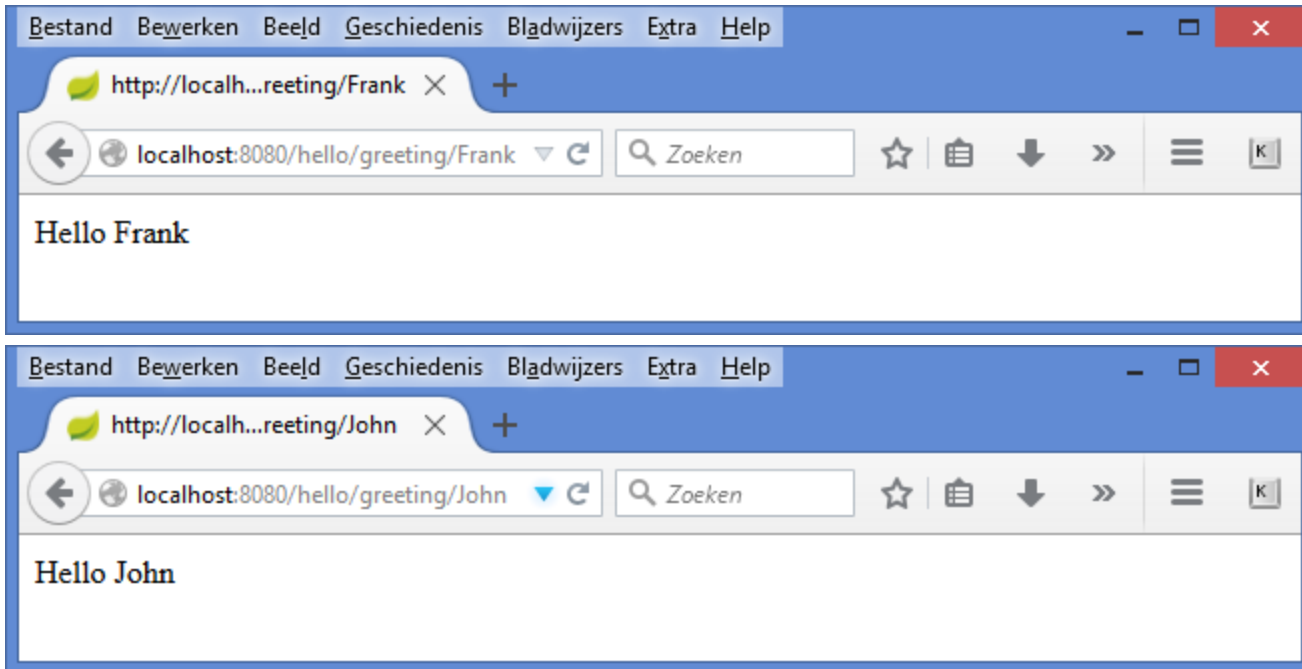 Bestand Bewerken Beeld Geschiedenis Bladwijzers Extra Help
http://localh...reeting/Frank
localhost:8080/hello/greeting/Frank Zoeken K
Hello Frank
Bestand Bewerken Beeld Geschiedenis Bladwijzers Extra Help
http://localh...reeting/John
localhost:8080/hello/greeting/John Zoeken K
Hello John